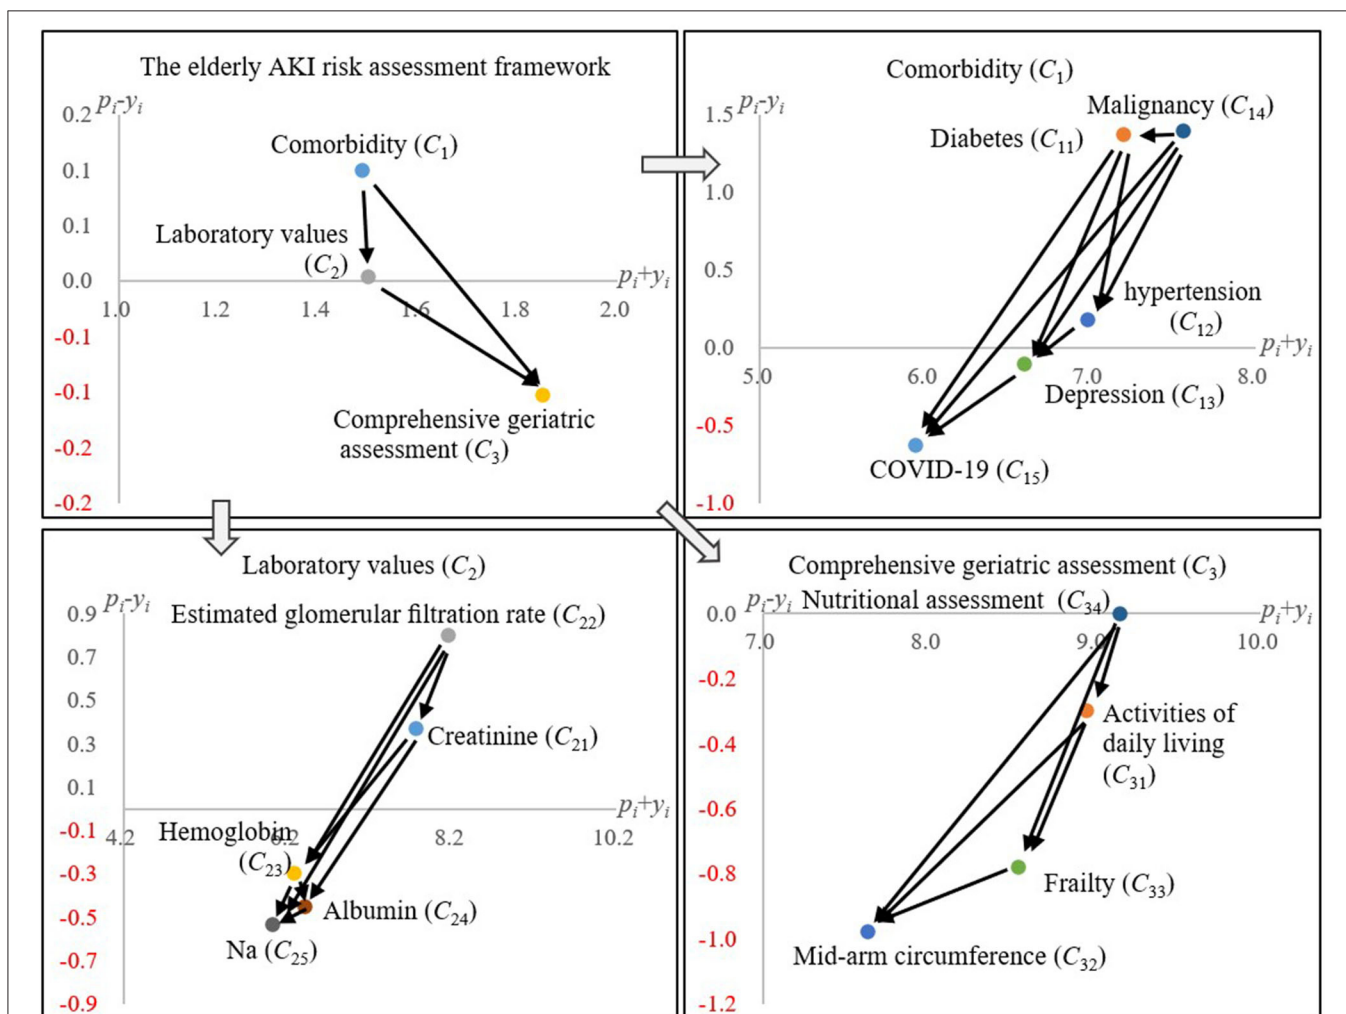 The elderly AKI risk assessment framework
pᵢ-yᵢ
0.2
Comorbidity (C₁)
0.1
0.1
Laboratory values
(C₂)
0.0
pᵢ+yᵢ
1.0 1.2 1.4 1.6 1.8 2.0
-0.1
-0.1
Comprehensive geriatric
assessment (C₃)
-0.2
-0.2
Comorbidity (C₁)
pᵢ-yᵢ
1.5
Malignancy (C₁₄)
Diabetes (C₁₁)
1.0
0.5
hypertension
(C₁₂)
0.0
pᵢ+yᵢ
5.0 6.0 7.0 8.0
Depression (C₁₃)
-0.5
COVID-19 (C₁₅)
-1.0
Laboratory values (C₂)
pᵢ-yᵢ
0.9
Estimated glomerular filtration rate (C₂₂)
0.7
0.5
Creatinine (C₂₁)
0.3
0.1
pᵢ+yᵢ
-0.1
4.2 6.2 8.2 10.2
Hemoglobin
(C₂₃)
-0.3
Albumin (C₂₄)
-0.5
Na (C₂₅)
-0.7
-0.9
Comprehensive geriatric assessment (C₃)
0.0
pᵢ-yᵢ
Nutritional assessment (C₃₄)
pᵢ+yᵢ
7.0 8.0 9.0 10.0
-0.2
Activities of
daily living
(C₃₁)
-0.4
-0.6
-0.8
Frailty (C₃₃)
-1.0
Mid-arm circumference (C₃₂)
-1.2